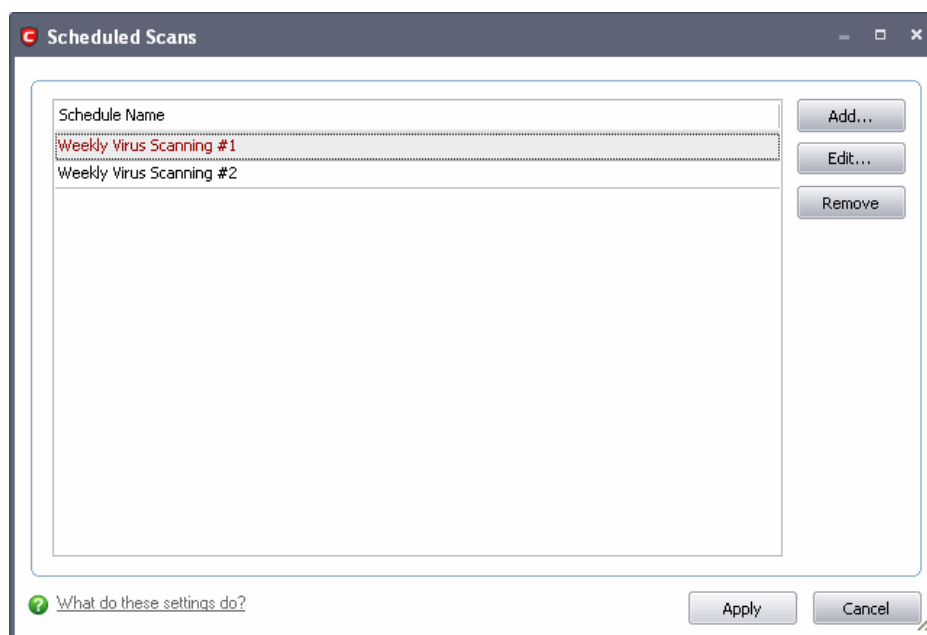 Scheduled Scans
Schedule Name
Weekly Virus Scanning #1
Weekly Virus Scanning #2
Add...
Edit...
Remove
What do these settings do?
Apply
Cancel